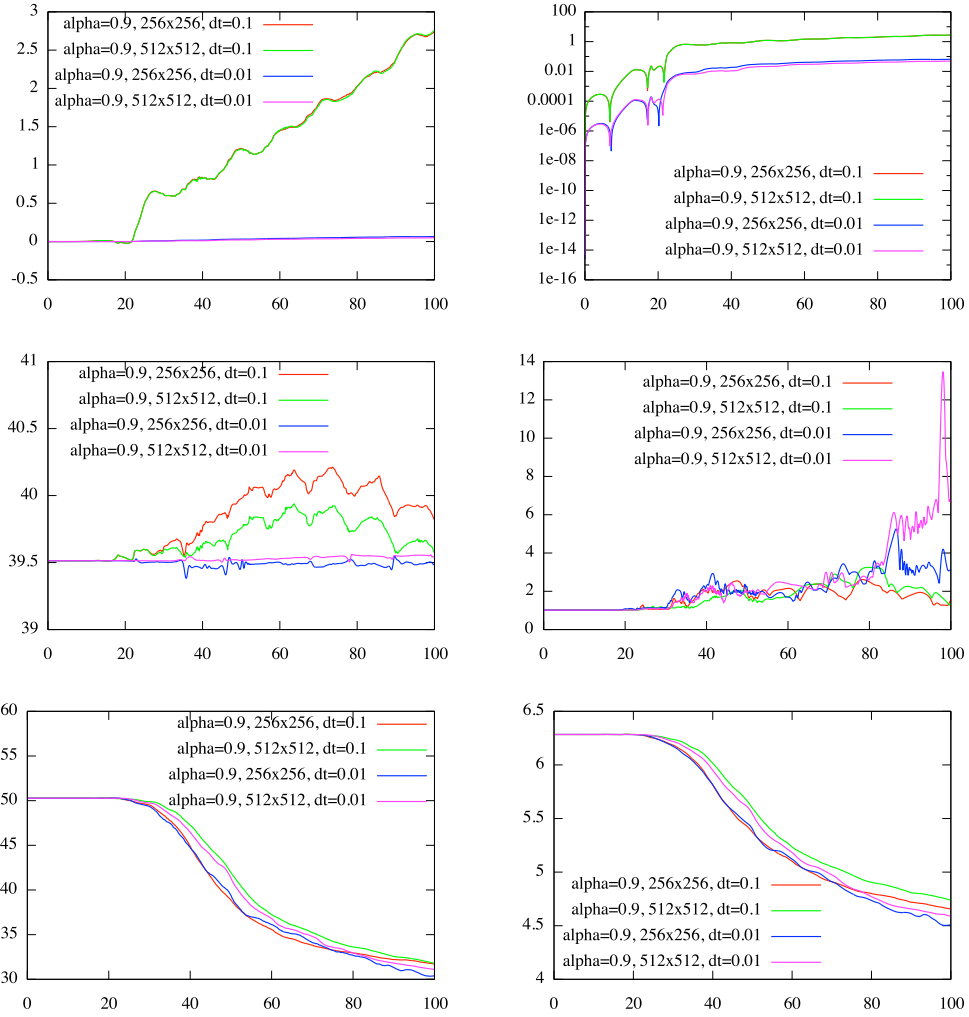 3
2.5
2
1.5
1
0.5
0
-0.5
alpha=0.9, 256x256, dt=0.1
alpha=0.9, 512x512, dt=0.1
alpha=0.9, 256x256, dt=0.01
alpha=0.9, 512x512, dt=0.01
0 20 40 60 80 100
100
1
0.01
0.0001
1e-06
1e-08
1e-10
1e-12
1e-14
1e-16
alpha=0.9, 256x256, dt=0.1
alpha=0.9, 512x512, dt=0.1
alpha=0.9, 256x256, dt=0.01
alpha=0.9, 512x512, dt=0.01
0 20 40 60 80 100
41
40.5
40
39.5
39
alpha=0.9, 256x256, dt=0.1
alpha=0.9, 512x512, dt=0.1
alpha=0.9, 256x256, dt=0.01
alpha=0.9, 512x512, dt=0.01
0 20 40 60 80 100
14
12
10
8
6
4
2
0
alpha=0.9, 256x256, dt=0.1
alpha=0.9, 512x512, dt=0.1
alpha=0.9, 256x256, dt=0.01
alpha=0.9, 512x512, dt=0.01
0 20 40 60 80 100
60
55
50
45
40
35
30
alpha=0.9, 256x256, dt=0.1
alpha=0.9, 512x512, dt=0.1
alpha=0.9, 256x256, dt=0.01
alpha=0.9, 512x512, dt=0.01
0 20 40 60 80 100
6.5
6
5.5
5
4.5
4
alpha=0.9, 256x256, dt=0.1
alpha=0.9, 512x512, dt=0.1
alpha=0.9, 256x256, dt=0.01
alpha=0.9, 512x512, dt=0.01
0 20 40 60 80 100